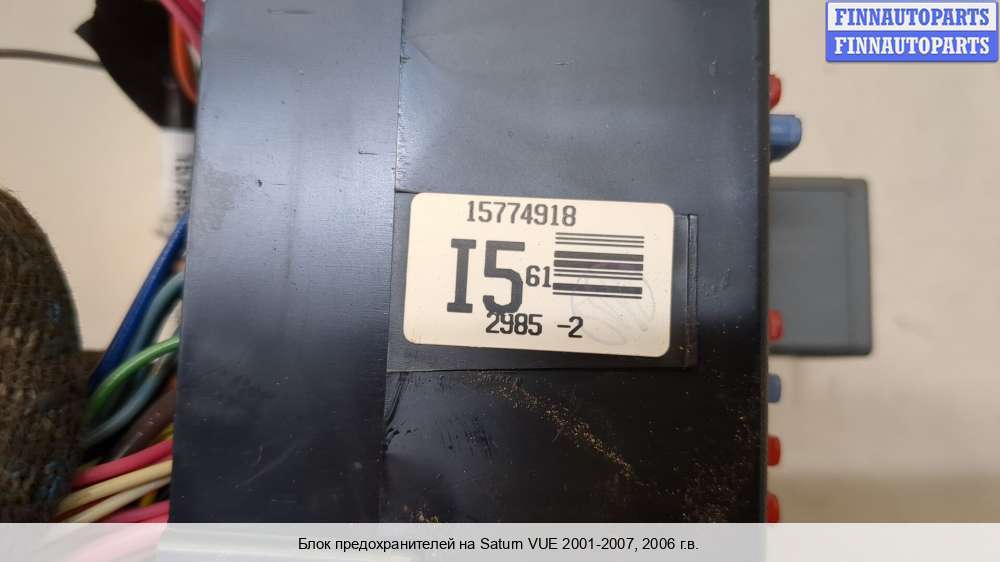 FINNAUTOPARTS
FINNAUTOPARTS
15774918
I5 61
2985 -2
Блок предохранителей на Saturn VUE 2001-2007, 2006 г.в.